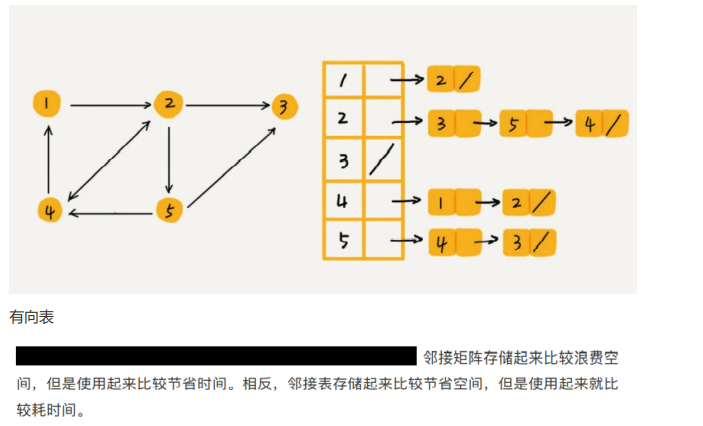 1 2 3
4 5
1 2
2 3 5 4
3
4 1 2
5 4 3
有向表
邻接矩阵存储起来比较浪费空
间，但是使用起来比较节省时间。相反，邻接表存储起来比较节省空间，但是使用起来就比
较耗时间。